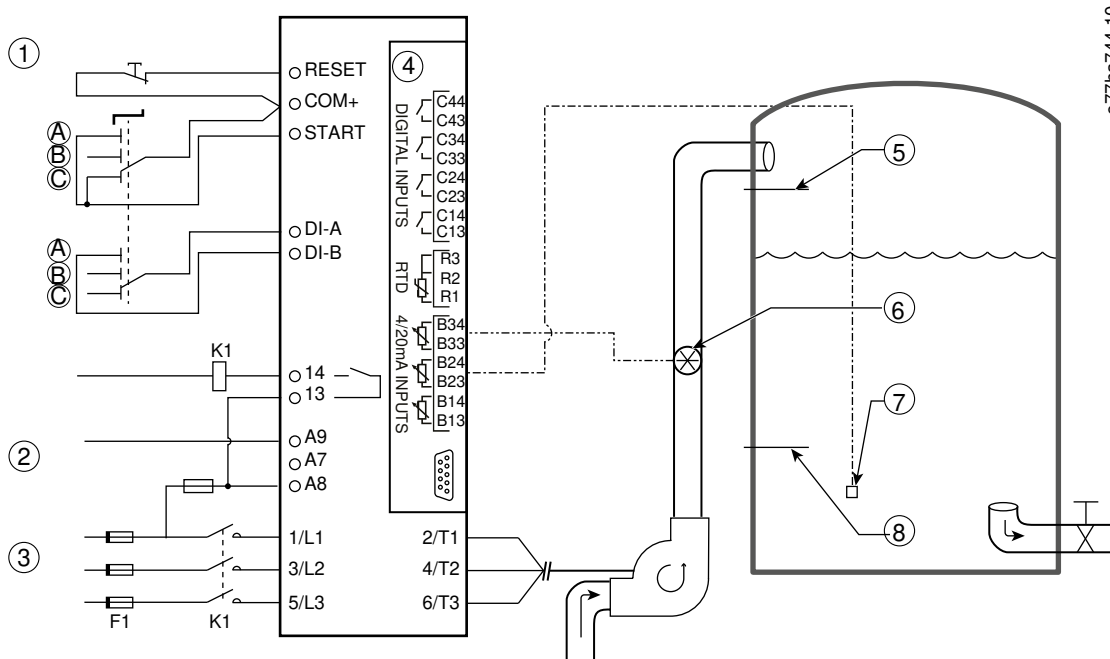 1
RESET
COM+
START
A
B
C
DI-A
DI-B
A
B
C
K1
14
13
2
A9
A7
A8
3
1/L1
3/L2
5/L3
F1
K1
2/T1
4/T2
6/T3
4
DIGITAL INPUTS
C44
C43
C34
C33
C24
C23
C14
C13
RTD
R3
R2
R1
4/20mA INPUTS
B34
B33
B24
B23
B14
B13
5
6
7
8